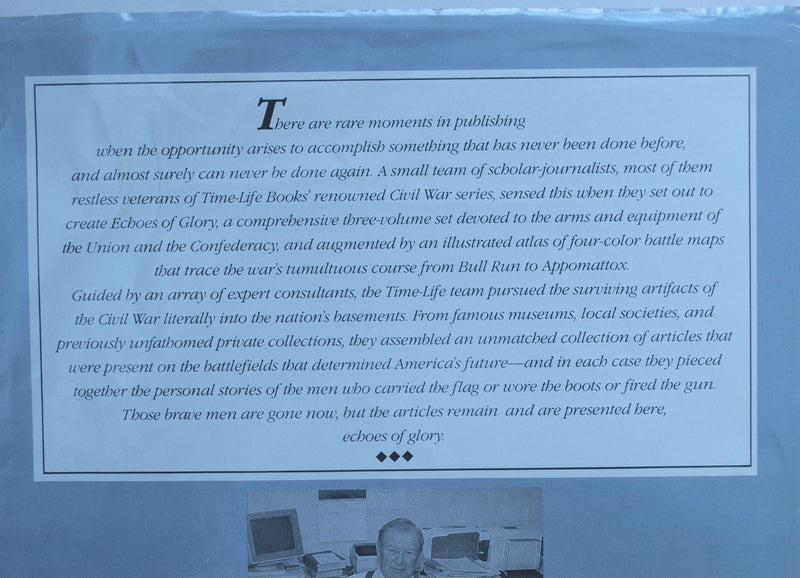 There are rare moments in publishing
when the opportunity arises to accomplish something that has never been done before,
and almost surely can never be done again. A small team of scholar-journalists, most of them
restless veterans of Time-Life Books' renowned Civil War series, sensed this when they set out to
create Echoes of Glory, a comprehensive three-volume set devoted to the arms and equipment of
the Union and the Confederacy, and augmented by an illustrated atlas of four-color battle maps
that trace the war's tumultuous course from Bull Run to Appomattox.
Guided by an array of expert consultants, the Time-Life team pursued the surviving artifacts of
the Civil War literally into the nation's basements. From famous museums, local societies, and
previously unfathomed private collections, they assembled an unmatched collection of articles that
were present on the battlefields that determined America's future—and in each case they pieced
together the personal stories of the men who carried the flag or wore the boots or fired the gun.
Those brave men are gone now, but the articles remain and are presented here,
echoes of glory.